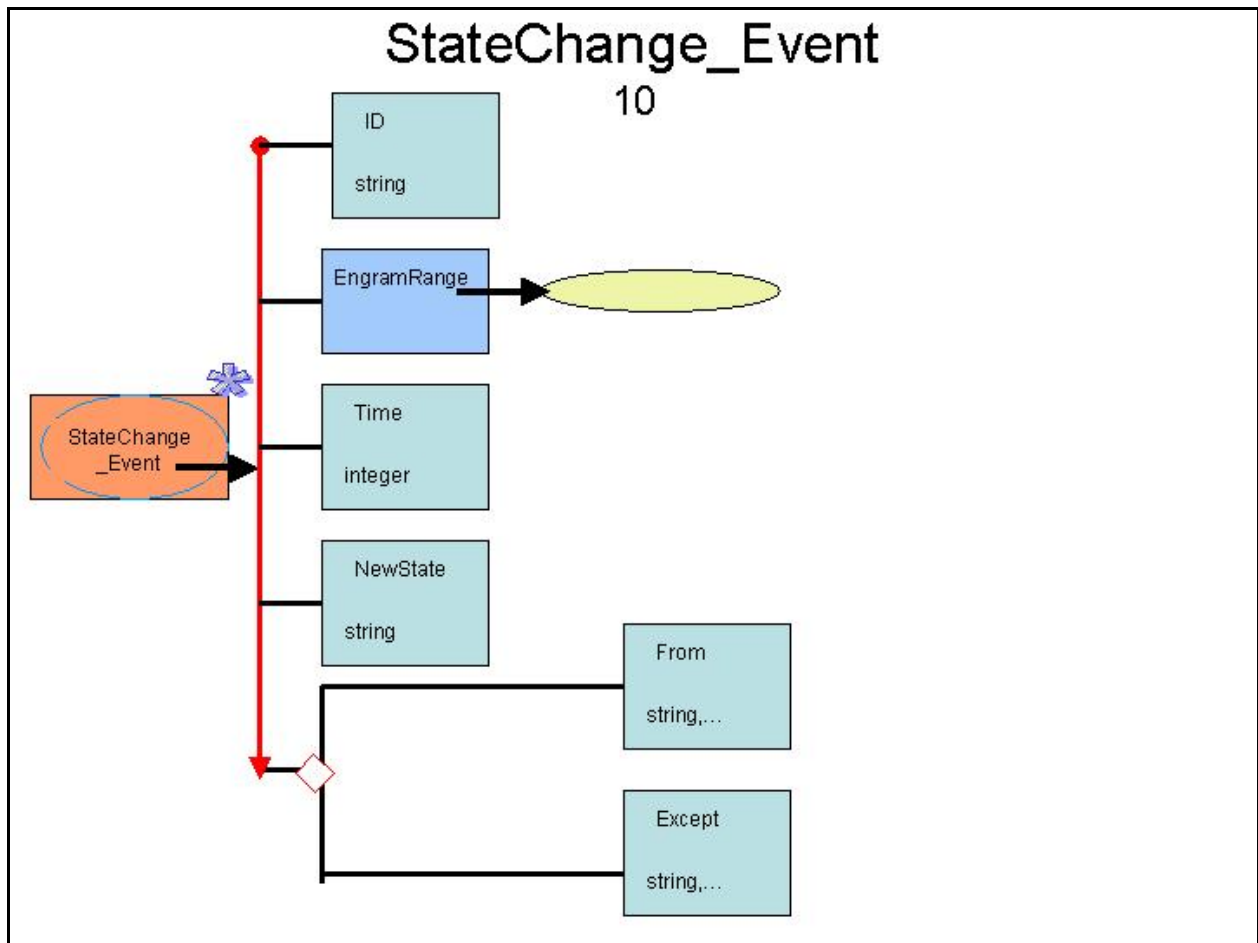 StateChange_Event
10
ID
string
EngramRange
Time
integer
StateChange
_Event
NewState
string
From
string,...
Except
string,...